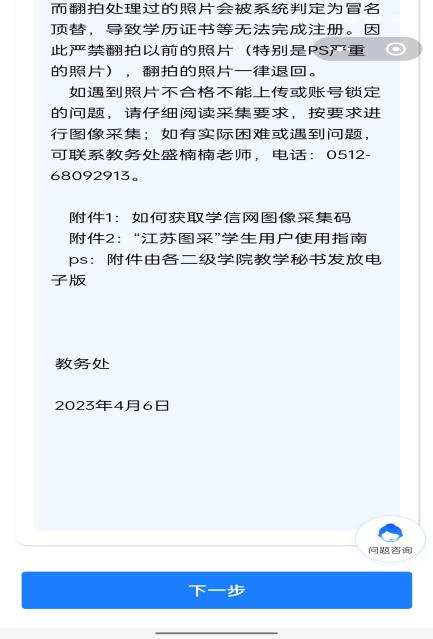 而翻拍处理过的照片会被系统判定为冒名
顶替，导致学历证书等无法完成注册。因
此严禁翻拍以前的照片（特别是PS严重
的照片），翻拍的照片一律退回。
如遇到照片不合格不能上传或账号锁定
的问题，请仔细阅读采集要求，按要求进
行图像采集；如有实际困难或遇到问题，
可联系教务处盛楠楠老师，电话：0512-
68092913。
附件1：如何获取学信网图像采集码
附件2：“江苏图采”学生用户使用指南
ps：附件由各二级学院教学秘书发放电
子版
教务处
2023年4月6日
问题咨询
下一步